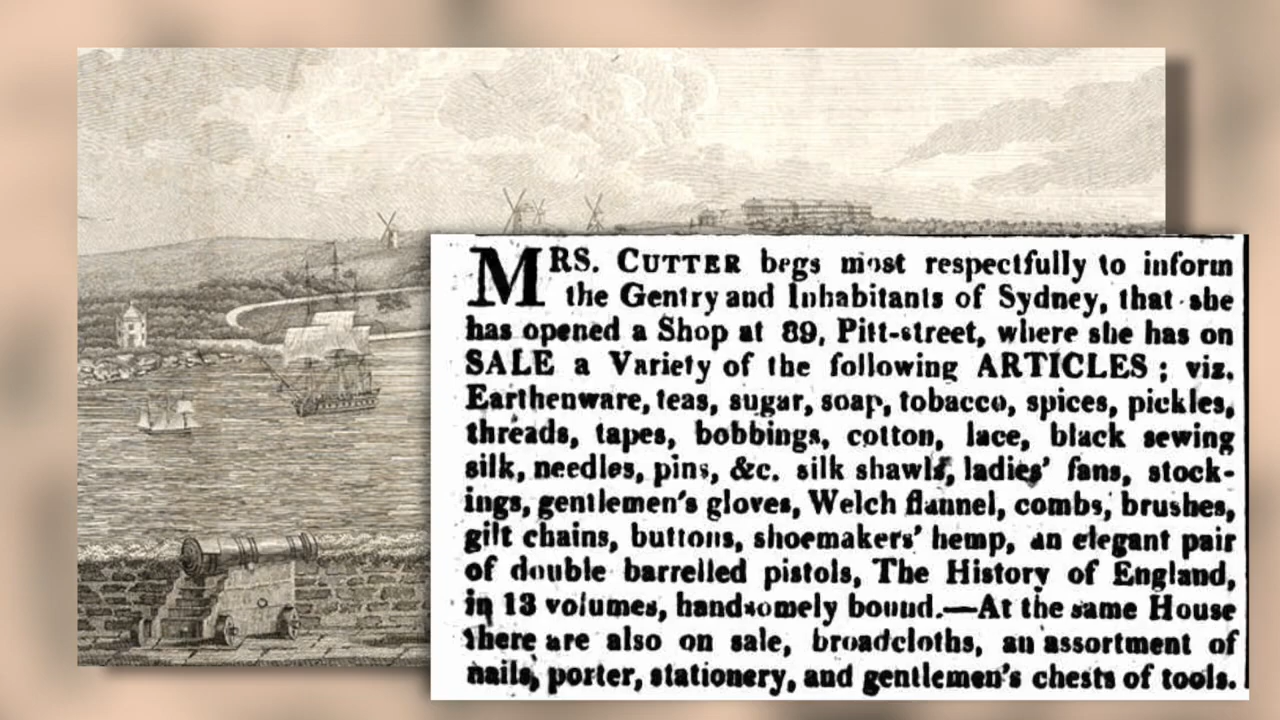 MRS. CUTTER begs most respectfully to inform
the Gentry and Inhabitants of Sydney, that she
has opened a Shop at 89, Pitt-street, where she has on
SALE a Variety of the following ARTICLES; viz.
Earthenware, teas, sugar, soap, tobacco, spices, pickles,
threads, tapes, bobbings, cotton, lace, black sewing
silk, needles, pins, &c. silk shawls, ladies' fans, stock-
ings, gentlemen's gloves, Welch flannel, combs, brushes,
gilt chains, buttons, shoemakers' hemp, an elegant pair
of double barrelled pistols, The History of England,
in 13 volumes, handsomely bound.—At the same House
there are also on sale, broadcloths, an assortment of
nails, porter, stationery, and gentlemen's chests of tools.